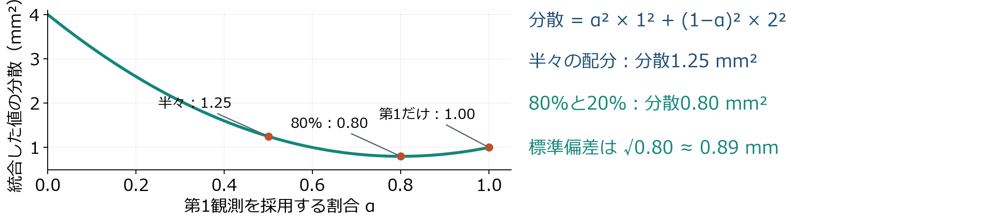 統合した値の分散（mm²）
4
3
2
1
半々：1.25
80%：0.80
第1だけ：1.00
0.0 0.2 0.4 0.6 0.8 1.0
第1観測を採用する割合 α
分散 = α² × 1² + (1−α)² × 2²
半々の配分：分散1.25 mm²
80%と20%：分散0.80 mm²
標準偏差は √0.80 ≈ 0.89 mm